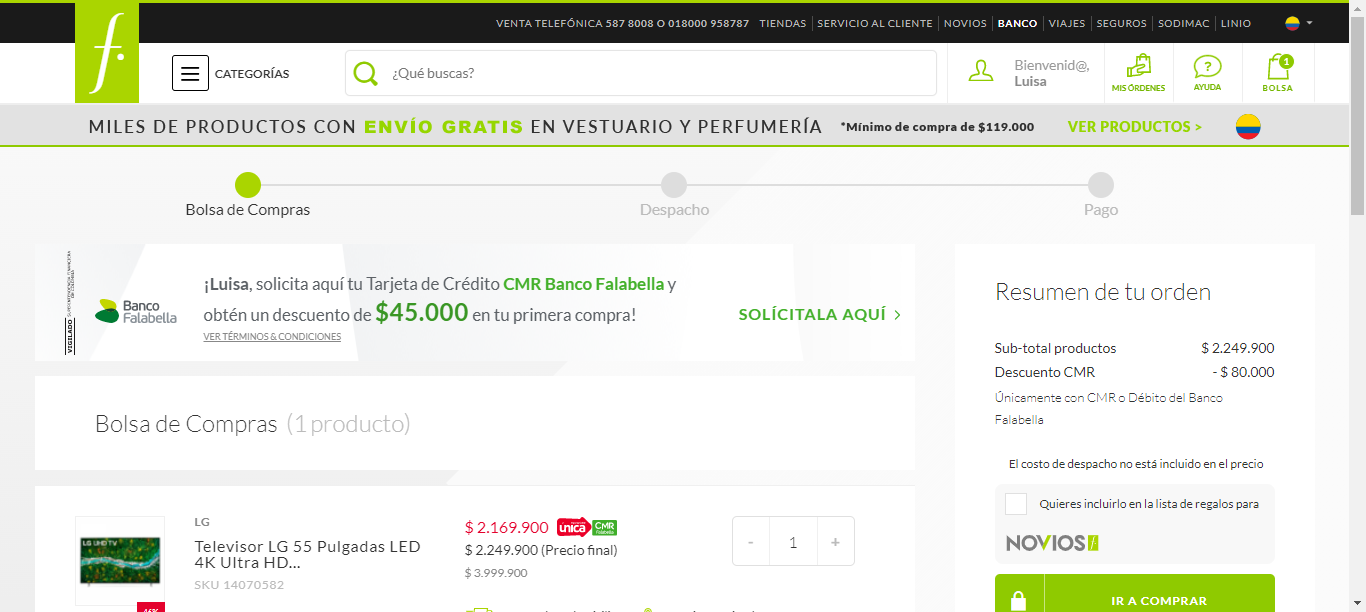 VENTA TELEFÓNICA 587 8008 O 018000 958787 TIENDAS SERVICIO AL CLIENTE NOVIOS BANCO VIAJES SEGUROS SODIMAC LINIO
f.
CATEGORÍAS
¿Qué buscas?
Bienvenid@,
Luisa
MIS ÓRDENES
?
AYUDA
1
BOLSA
MILES DE PRODUCTOS CON ENVÍO GRATIS EN VESTUARIO Y PERFUMERÍA *Mínimo de compra de $119.000 VER PRODUCTOS >
Bolsa de Compras
Despacho
Pago
VIGILADO
Banco
Falabella
¡Luisa, solicita aquí tu Tarjeta de Crédito CMR Banco Falabella y
obtén un descuento de $45.000 en tu primera compra!
VER TÉRMINOS & CONDICIONES
SOLÍCITALA AQUÍ >
Bolsa de Compras (1 producto)
LG UHD TV
LG
Televisor LG 55 Pulgadas LED
4K Ultra HD...
SKU 14070582
$ 2.169.900 única CMR Falabella
$ 2.249.900 (Precio final)
$ 3.999.900
- 1 +
Resumen de tu orden
Sub-total productos $ 2.249.900
Descuento CMR - $ 80.000
Únicamente con CMR o Débito del Banco
Falabella
El costo de despacho no está incluido en el precio
Quieres incluirlo en la lista de regalos para
NOVIOS f.
IR A COMPRAR